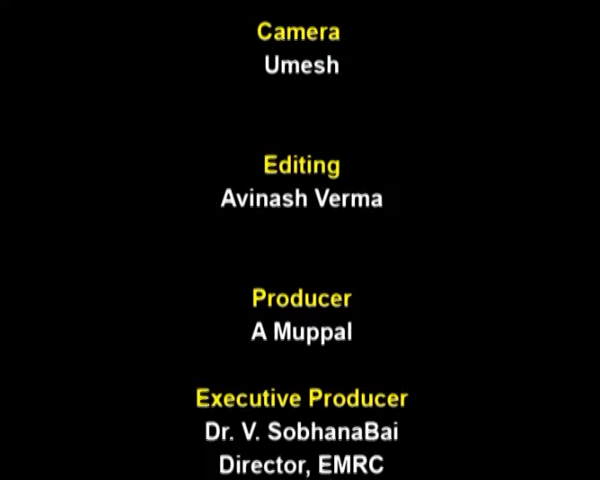 Camera
Umesh
Editing
Avinash Verma
Producer
A Muppal
Executive Producer
Dr. V. SobhanaBai
Director, EMRC